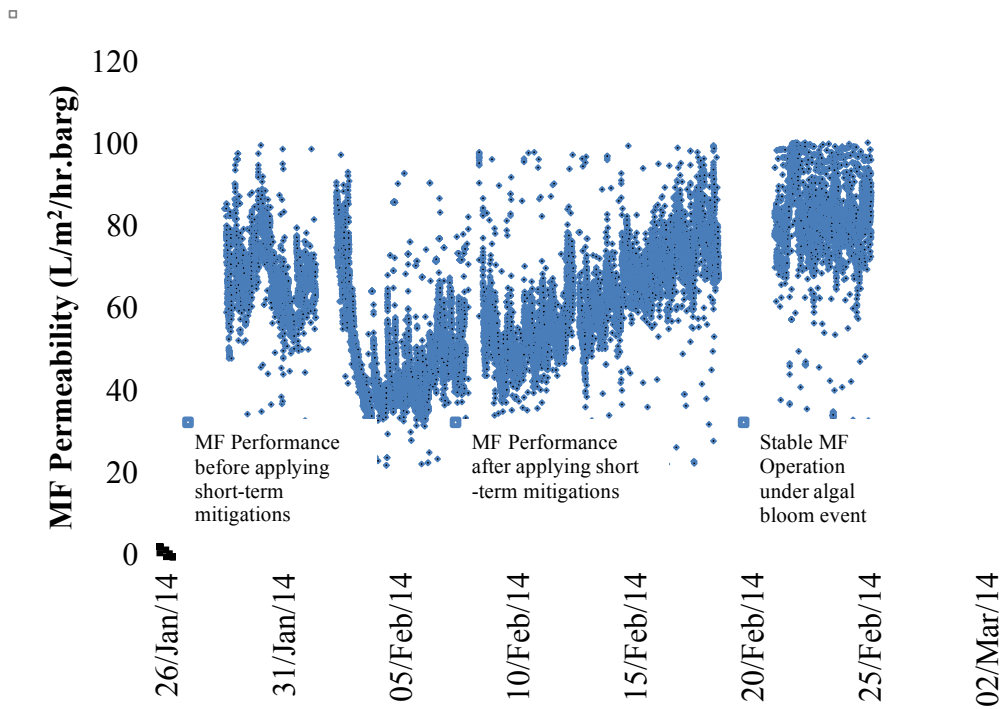 MF Permeability (L/m²/hr.barg)
120
100
80
60
40
20
0
MF Performance
before applying
short-term
mitigations
MF Performance
after applying short
-term mitigations
Stable MF
Operation
under algal
bloom event
26/Jan/14
31/Jan/14
05/Feb/14
10/Feb/14
15/Feb/14
20/Feb/14
25/Feb/14
02/Mar/14